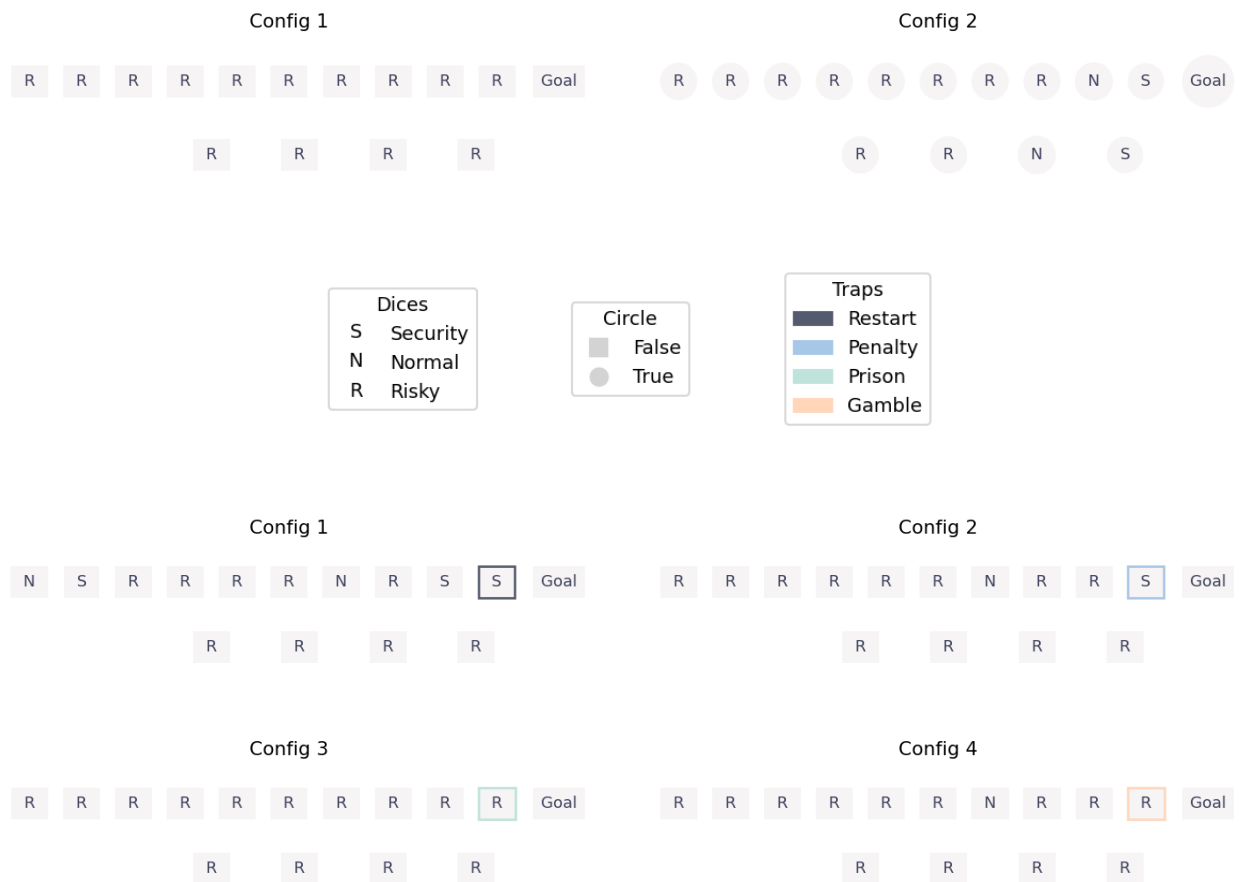 Config 1
R R R R R R R R R R Goal
R R R R
Config 2
R R R R R R R R N S Goal
R R N S
Dices
S Security
N Normal
R Risky
Circle
False
True
Traps
Restart
Penalty
Prison
Gamble
Config 1
N S R R R R N R S S Goal
R R R R
Config 2
R R R R R R N R R S Goal
R R R R
Config 3
R R R R R R R R R R Goal
R R R R
Config 4
R R R R R R N R R R Goal
R R R R